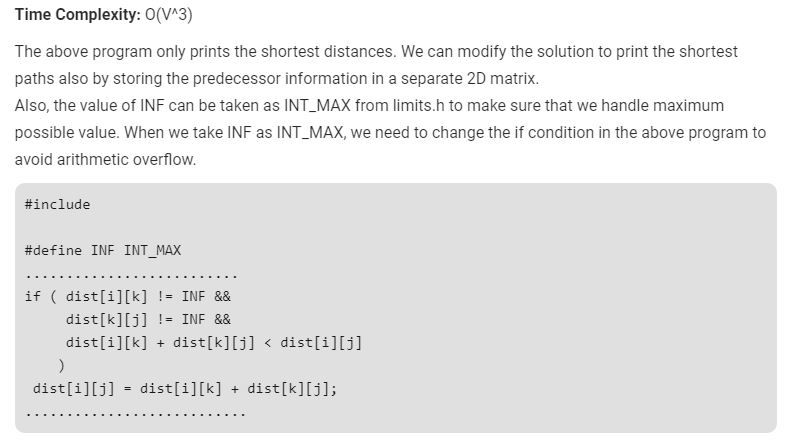 Time Complexity: O(V^3)
The above program only prints the shortest distances. We can modify the solution to print the shortest
paths also by storing the predecessor information in a separate 2D matrix.
Also, the value of INF can be taken as INT_MAX from limits.h to make sure that we handle maximum
possible value. When we take INF as INT_MAX, we need to change the if condition in the above program to
avoid arithmetic overflow.
#include
#define INF INT_MAX
..........................
if ( dist[i][k] != INF &&
dist[k][j] != INF &&
dist[i][k] + dist[k][j] < dist[i][j]
)
dist[i][j] = dist[i][k] + dist[k][j];
...........................